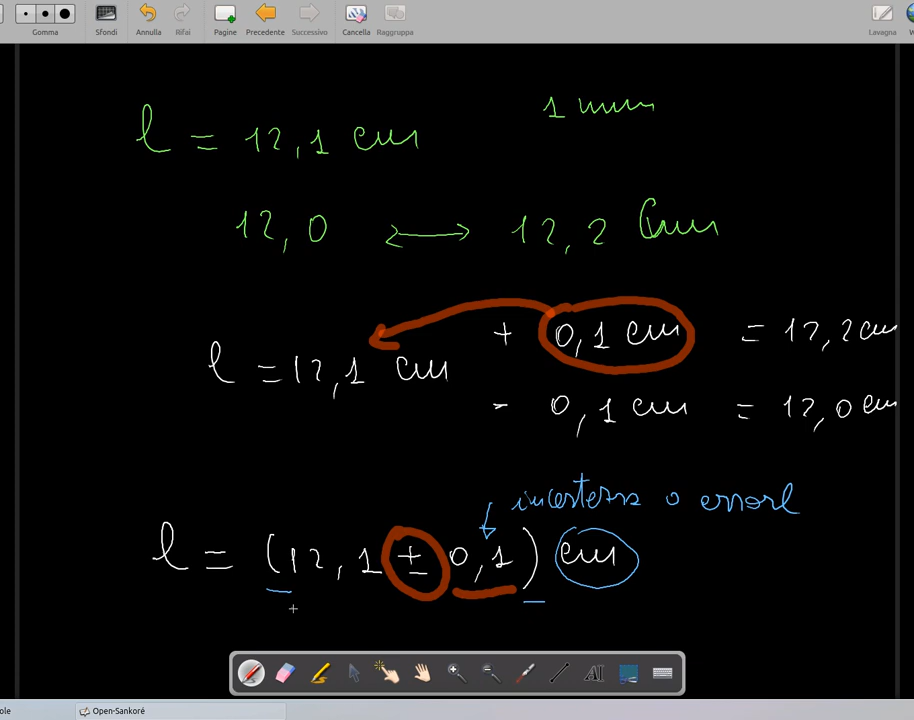 Gomma Sfondi Annulla Rifai Pagine Precedente Successivo Cancella Raggruppa Lavagna
l = 12,1 cm 1 mm
12,0 ⟷ 12,2 cm
+ 0,1 cm = 12,2 cm
l = 12,1 cm
- 0,1 cm = 12,0 cm
incertezza o errore
l = (12,1 ± 0,1) cm
Open-Sankoré